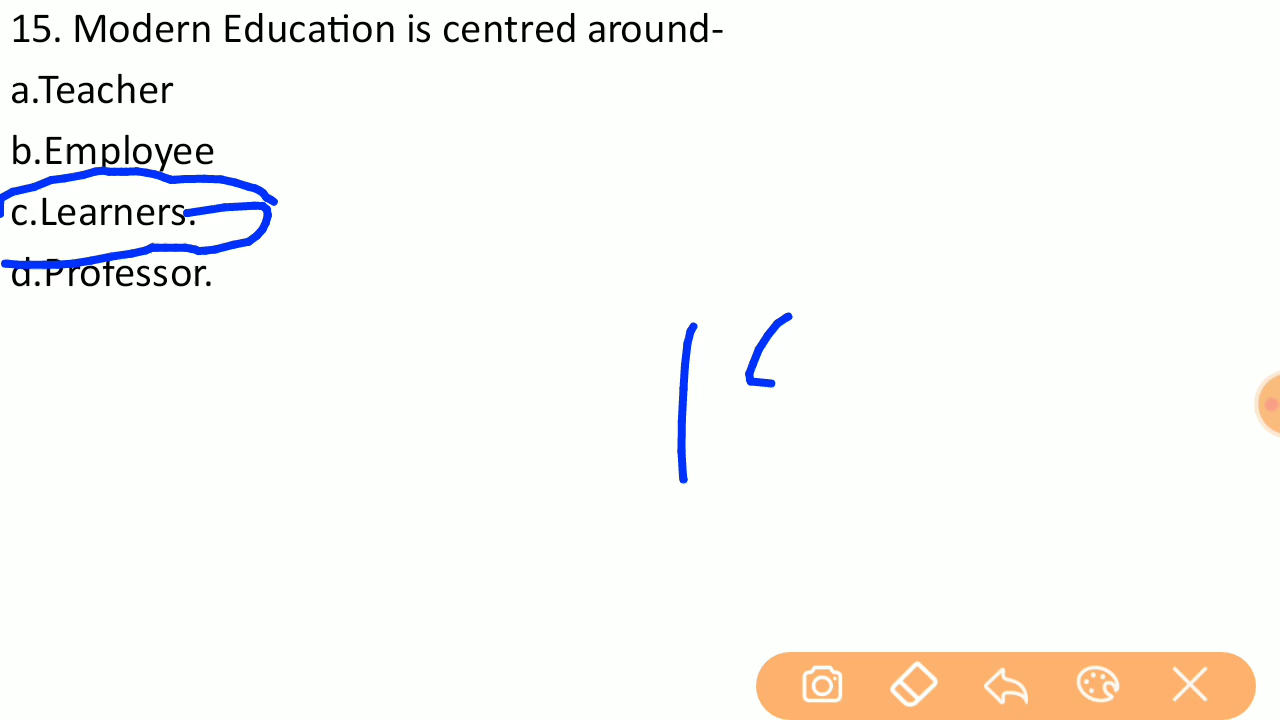 15. Modern Education is centred around-
a.Teacher
b.Employee
c.Learners.
d.Professor.